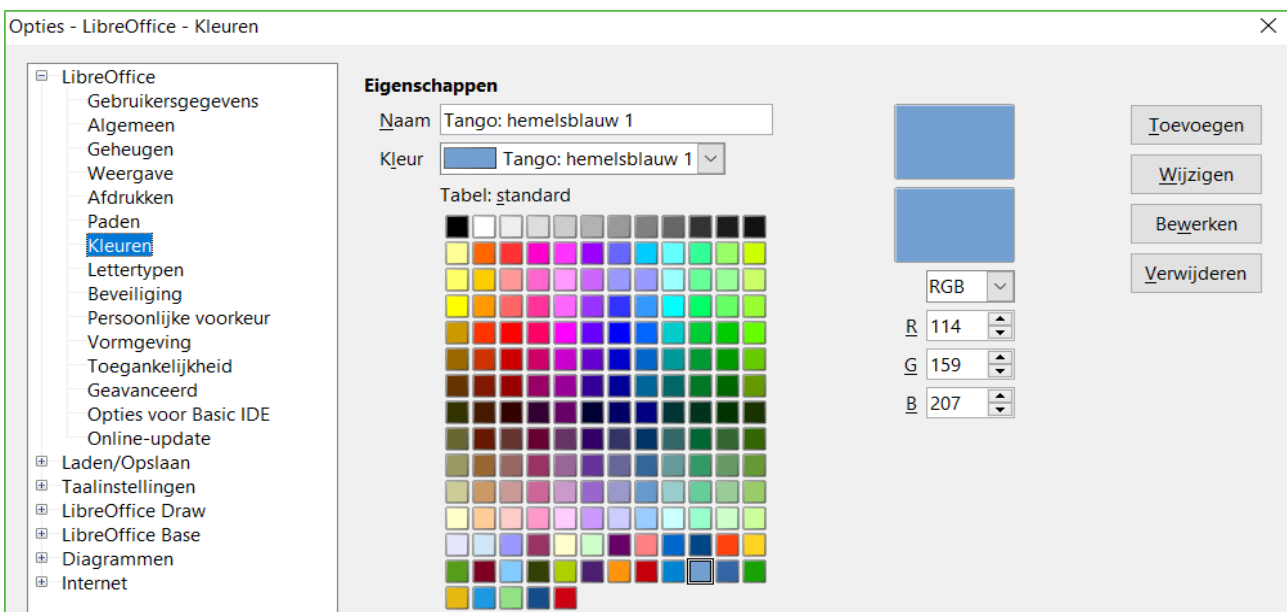 Opties - LibreOffice - Kleuren
LibreOffice
Gebruikersgegevens
Algemeen
Geheugen
Weergave
Afdrukken
Paden
Kleuren
Lettertypen
Beveiliging
Persoonlijke voorkeur
Vormgeving
Toegankelijkheid
Geavanceerd
Opties voor Basic IDE
Online-update
Laden/Opslaan
Taalinstellingen
LibreOffice Draw
LibreOffice Base
Diagrammen
Internet
Eigenschappen
Naam Tango: hemelsblauw 1
Kleur Tango: hemelsblauw 1
Tabel: standard
RGB
R 114
G 159
B 207
Toevoegen
Wijzigen
Bewerken
Verwijderen